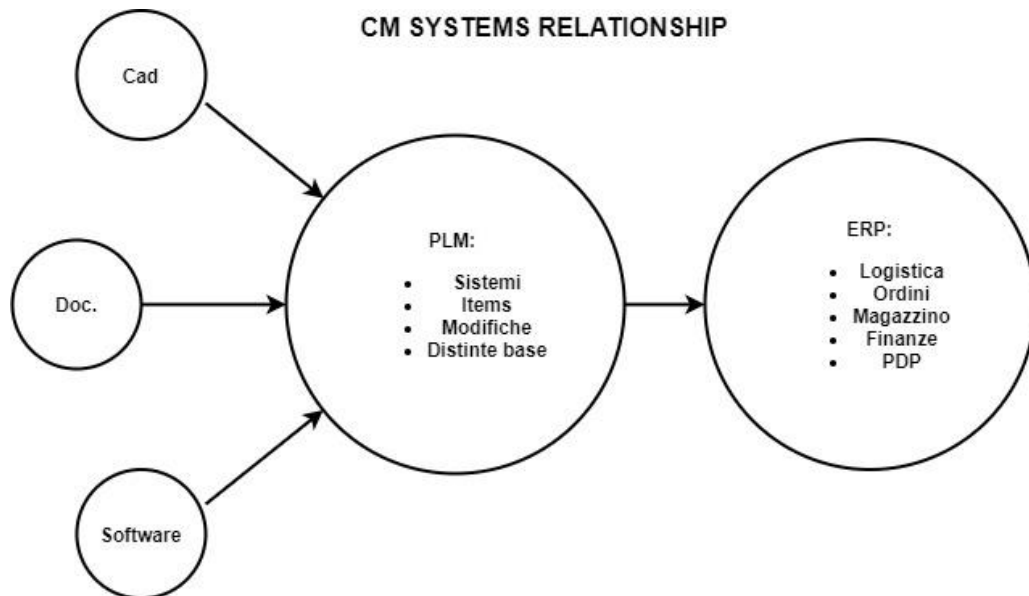 CM SYSTEMS RELATIONSHIP
Cad
Doc.
Software
PLM:
• Sistemi
• Items
• Modifiche
• Distinte base
ERP:
• Logistica
• Ordini
• Magazzino
• Finanze
• PDP